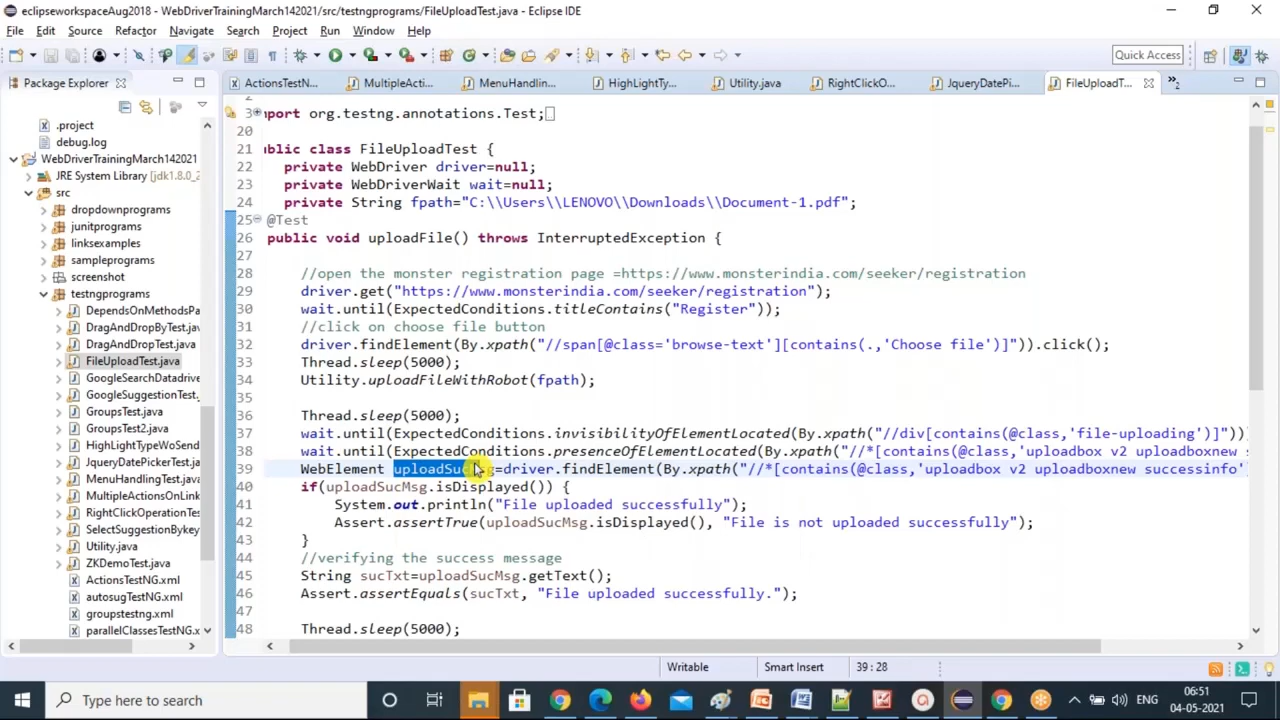 eclipseworkspaceAug2018 - WebDriverTrainingMarch142021/src/testngprograms/FileUploadTest.java - Eclipse IDE
File Edit Source Refactor Navigate Search Project Run Window Help
Quick Access
Package Explorer
ActionsTestN... MultipleActi... MenuHandlin... HighLightTy... Utility.java RightClickO... JqueryDatePi... FileUploadT... 2
.project
debug.log
WebDriverTrainingMarch142021
JRE System Library [jdk1.8.0_2
src
dropdownprograms
junitprograms
linksexamples
sampleprograms
screenshot
testngprograms
DependsOnMethodsPa
DragAndDropByTest.jav
DragAndDropTest.java
FileUploadTest.java
GoogleSearchDatadrive
GoogleSuggestionTest.
GroupsTest.java
GroupsTest2.java
HighLightTypeWoSend
JqueryDatePickerTest.ja
MenuHandlingTest.java
MultipleActionsOnLink
RightClickOperationTes
SelectSuggestionBykey
Utility.java
ZKDemoTest.java
ActionsTestNG.xml
autosugTestNG.xml
groupstestng.xml
parallelClassesTestNG.x
2
3 mport org.testng.annotations.Test;
20
21 ublic class FileUploadTest {
22 private WebDriver driver=null;
23 private WebDriverWait wait=null;
24 private String fpath="C:\\Users\\LENOVO\\Downloads\\Document-1.pdf";
25 @Test
26 public void uploadFile() throws InterruptedException {
27
28 //open the monster registration page =https://www.monsterindia.com/seeker/registration
29 driver.get("https://www.monsterindia.com/seeker/registration");
30 wait.until(ExpectedConditions.titleContains("Register"));
31 //click on choose file button
32 driver.findElement(By.xpath("//span[@class='browse-text'][contains(.,'Choose file')]")).click();
33 Thread.sleep(5000);
34 Utility.uploadFileWithRobot(fpath);
35
36 Thread.sleep(5000);
37 wait.until(ExpectedConditions.invisibilityOfElementLocated(By.xpath("//div[contains(@class,'file-uploading')]"))
38 wait.until(ExpectedConditions.presenceOfElementLocated(By.xpath("//*[contains(@class,'uploadbox v2 uploadboxnew s
39 WebElement uploadSucMsg=driver.findElement(By.xpath("//*[contains(@class,'uploadbox v2 uploadboxnew successinfo'
40 if(uploadSucMsg.isDisplayed()) {
41 System.out.println("File uploaded successfully");
42 Assert.assertTrue(uploadSucMsg.isDisplayed(), "File is not uploaded successfully");
43 }
44 //verifying the success message
45 String sucTxt=uploadSucMsg.getText();
46 Assert.assertEquals(sucTxt, "File uploaded successfully.");
47
48 Thread.sleep(5000);
Writable Smart Insert 39 : 28
Type here to search
ENG
06:51
04-05-2021